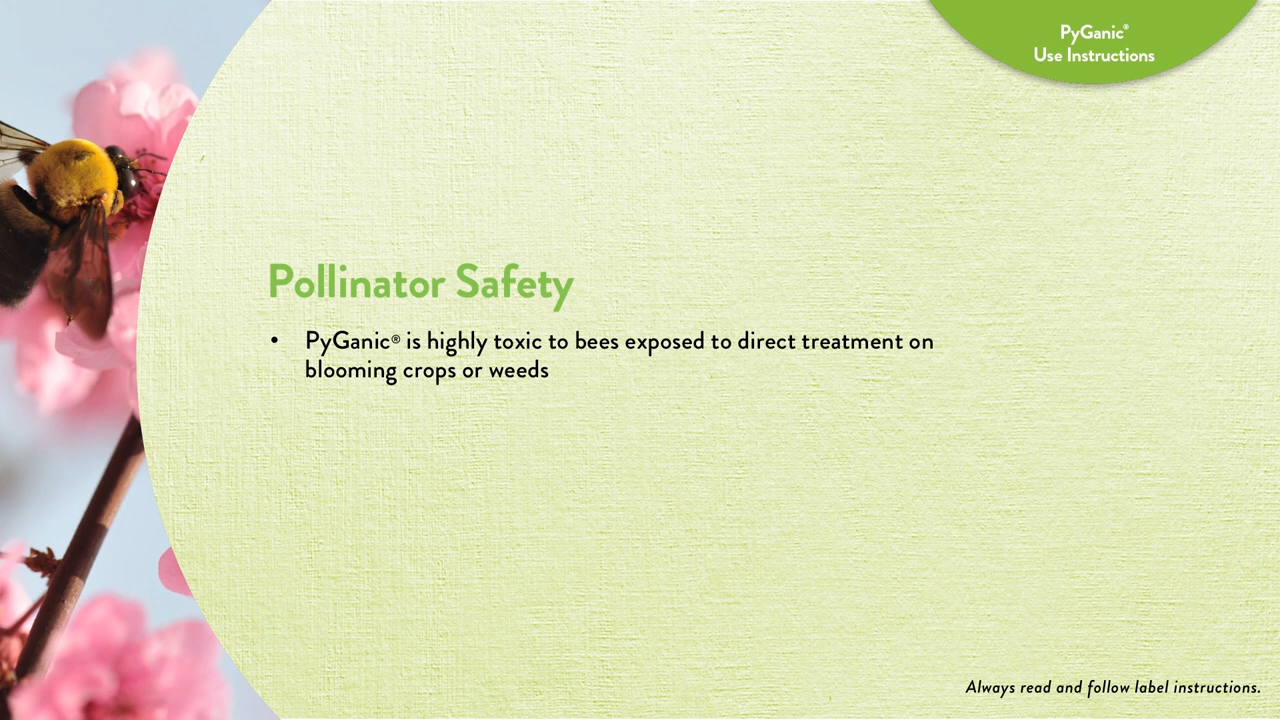 PyGanic®
Use Instructions
Pollinator Safety
• PyGanic® is highly toxic to bees exposed to direct treatment on
blooming crops or weeds
Always read and follow label instructions.